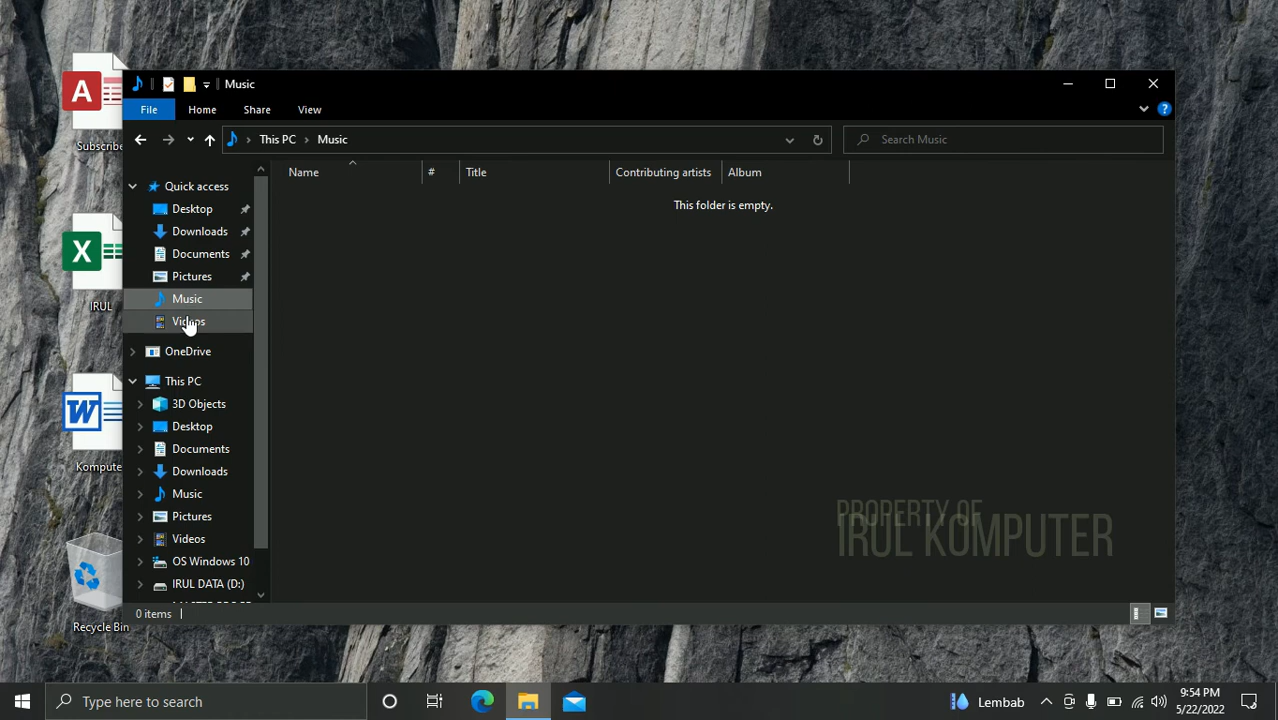 Music
File Home Share View
This PC Music
Search Music
Name # Title Contributing artists Album
This folder is empty.
Quick access
Desktop
Downloads
Documents
Pictures
Music
Videos
OneDrive
This PC
3D Objects
Desktop
Documents
Downloads
Music
Pictures
Videos
OS Windows 10
IRUL DATA (D:)
0 items
A
Subscribe
X
IRUL
W
Kompute
Recycle Bin
PROPERTY OF
IRUL KOMPUTER
Type here to search
Lembab
9:54 PM
5/22/2022